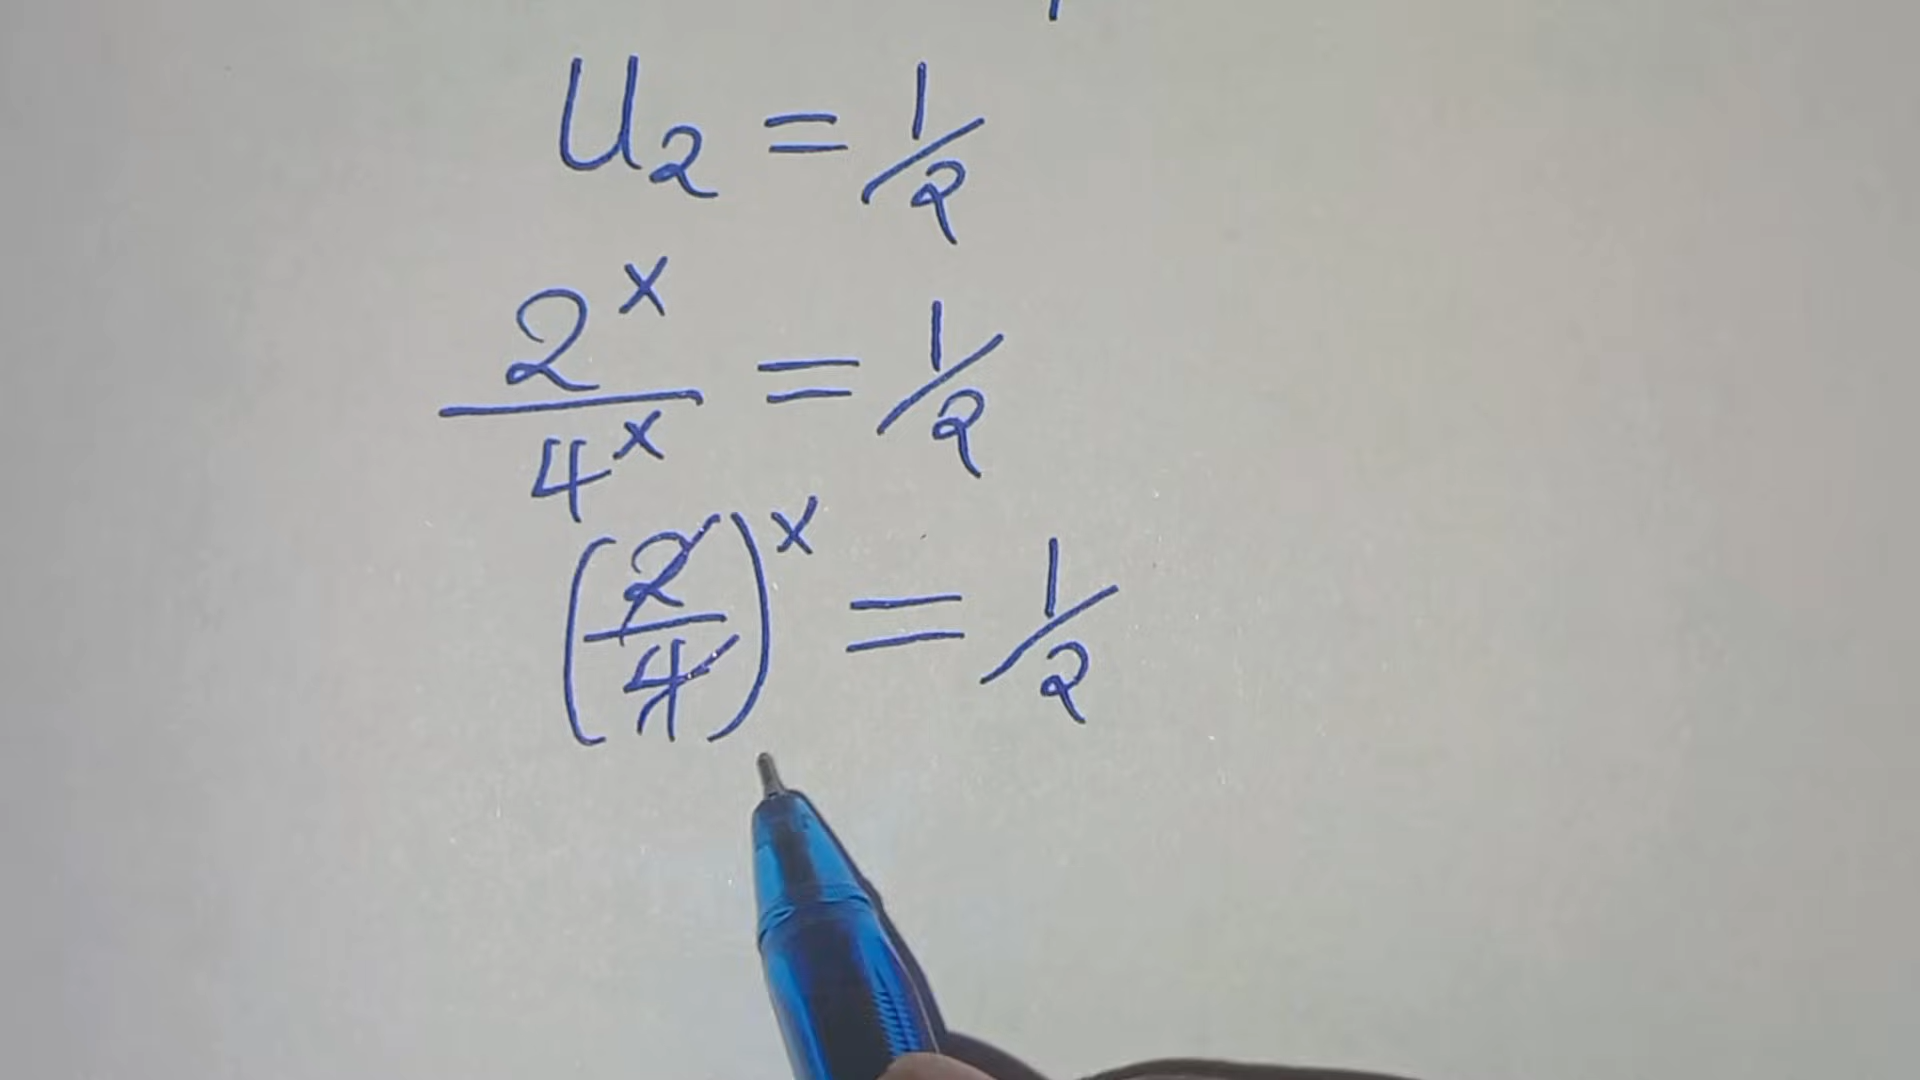 U₂ = 1/2
2^x / 4^x = 1/2
(2/4)^x = 1/2